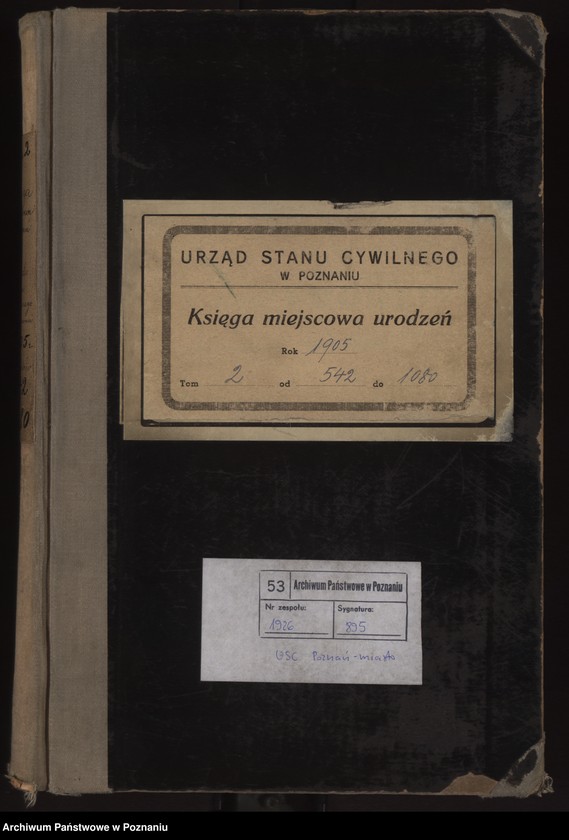 URZĄD STANU CYWILNEGO
W POZNANIU
Księga miejscowa urodzeń
Rok 1905
Tom 2 od 542 do 1080
53 Archiwum Państwowe w Poznaniu
Nr zespołu: Sygnatura:
1926 895
USC Poznań-miasto
Archiwum Państwowe w Poznaniu